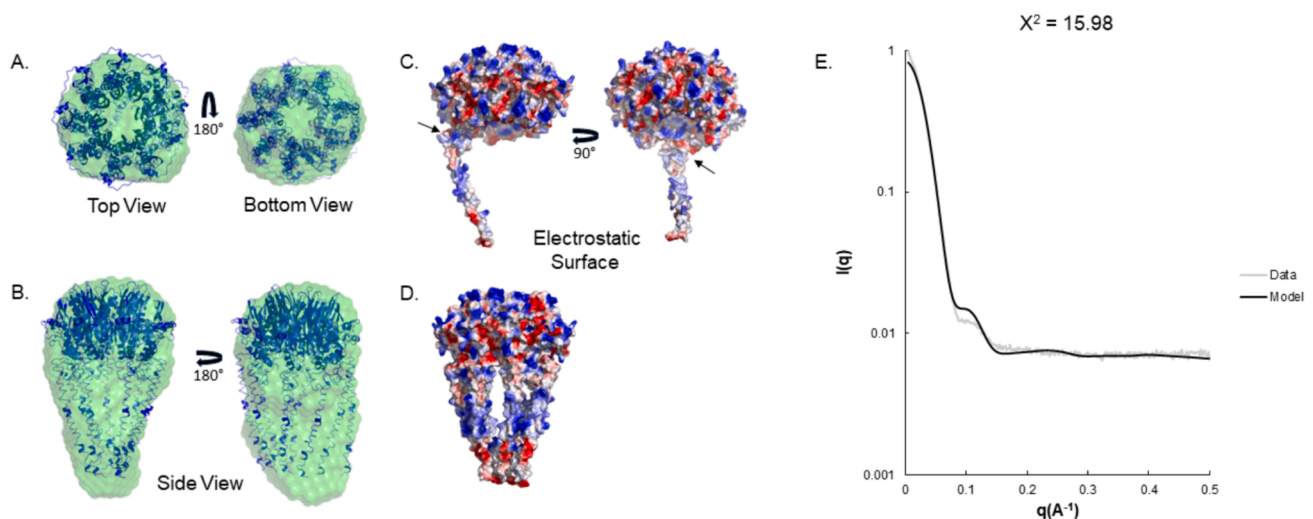 A.
180°
Top View
Bottom View
B.
180°
Side View
C.
90°
Electrostatic
Surface
D.
X² = 15.98
E.
1
0.1
0.01
0.001
I(q)
0
0.1
0.2
0.3
0.4
0.5
q(A⁻¹)
Data
Model